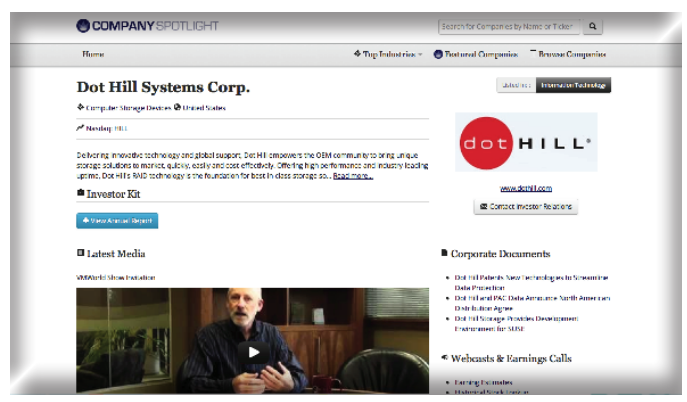 COMPANYSPOTLIGHT
Search for Companies by Name or Ticker
Home
Top Industries
Featured Companies
Browse Companies
Dot Hill Systems Corp.
Listed in:
Information Technology
Computer Storage Devices United States
Nasdaq: HILL
dot HILL®
Delivering innovative technology and global support, Dot Hill empowers the OEM community to bring unique
storage solutions to market, quickly, easily and cost effectively. Offering high performance and industry leading
uptime, Dot Hill's RAID technology is the foundation for best in class storage so... Read more...
www.dothill.com
Contact Investor Relations
Investor Kit
View Annual Report
Latest Media
VMWorld Show Invitation
Corporate Documents
Dot Hill Patents New Technologies to Streamline
Data Protection
Dot Hill and PAC Data Announce North American
Distribution Agree
Dot Hill Storage Provides Development
Environment for SUSE
Webcasts & Earnings Calls
Earning Estimates
Historical Stock